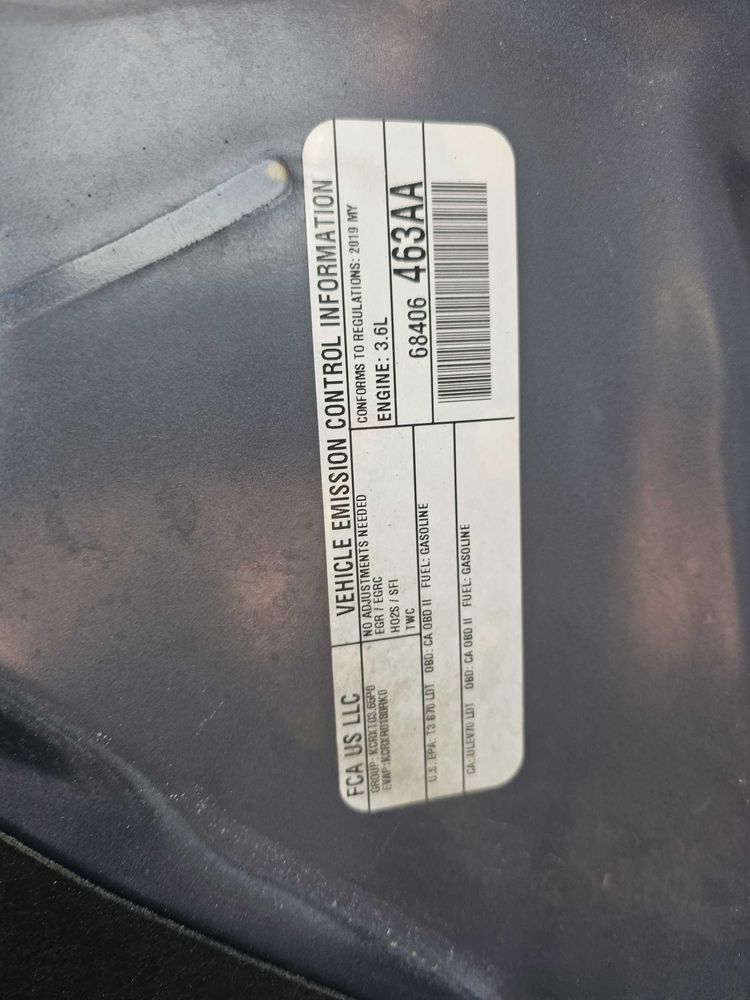 FCA US LLC VEHICLE EMISSION CONTROL INFORMATION
GROUP: KCRXT03.65P0
EVAP:KCRXR0180RK0
NO ADJUSTMENTS NEEDED
EGR / EGRC
HO2S / SFI
TWC
CONFORMS TO REGULATIONS: 2019 MY
ENGINE: 3.6L
U.S. EPA: T3 B70 LDT OBD: CA OBD II FUEL: GASOLINE
CA: ULEV70 LDT OBD: CA OBD II FUEL: GASOLINE
68406 463AA